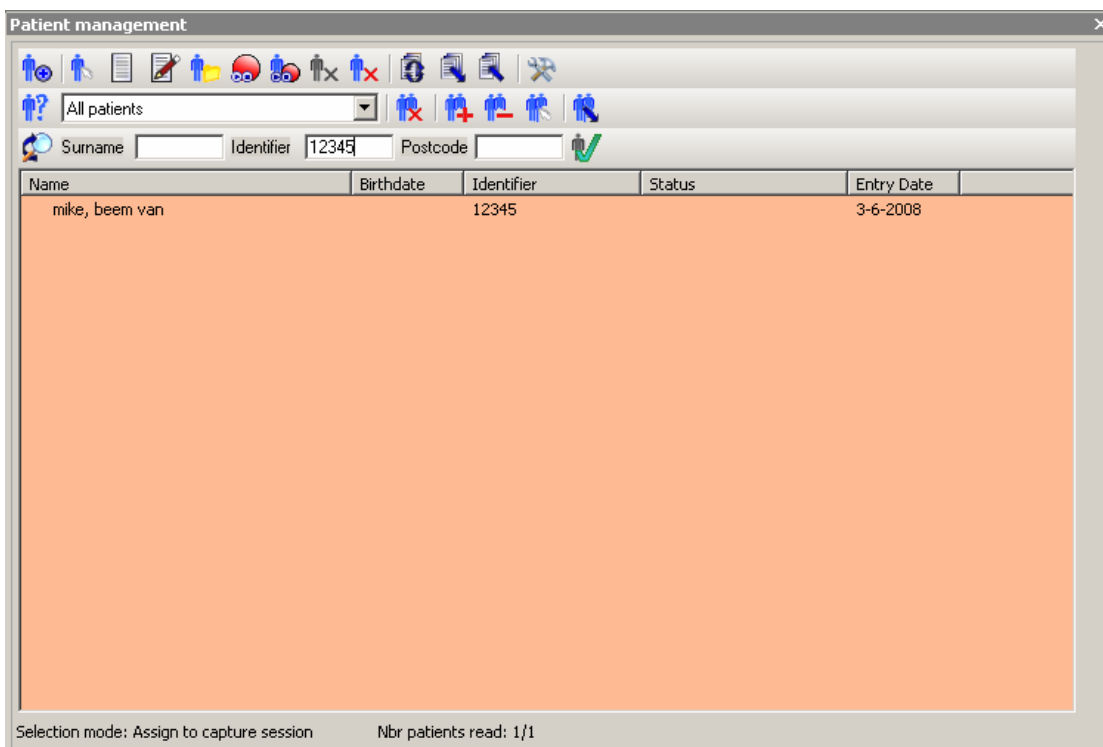 Patient management
All patients
Surname Identifier 12345 Postcode
Name Birthdate Identifier Status Entry Date
mike, beem van 12345 3-6-2008
Selection mode: Assign to capture session Nbr patients read: 1/1